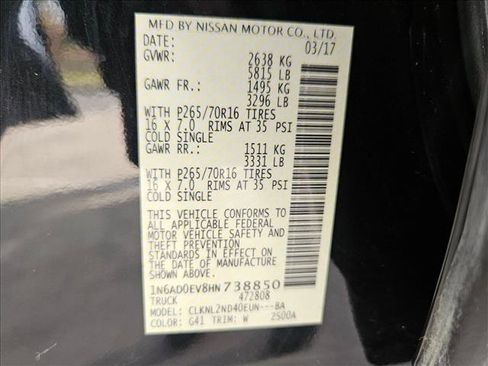 MFD BY NISSAN MOTOR CO., LTD.
DATE: 03/17
GVWR: 2638 KG
5815 LB
GAWR FR.: 1495 KG
3296 LB
WITH P265/70R16 TIRES
16 X 7.0 RIMS AT 35 PSI
COLD SINGLE
GAWR RR.: 1511 KG
3331 LB
WITH P265/70R16 TIRES
16 X 7.0 RIMS AT 35 PSI
COLD SINGLE
THIS VEHICLE CONFORMS TO
ALL APPLICABLE FEDERAL
MOTOR VEHICLE SAFETY AND
THEFT PREVENTION
STANDARDS IN EFFECT ON
THE DATE OF MANUFACTURE
SHOWN ABOVE.
1N6AD0EV8HN738850
TRUCK 472808
MODEL: CLKNL2ND40EUN---BA
COLOR: G41 TRIM: W 2500A